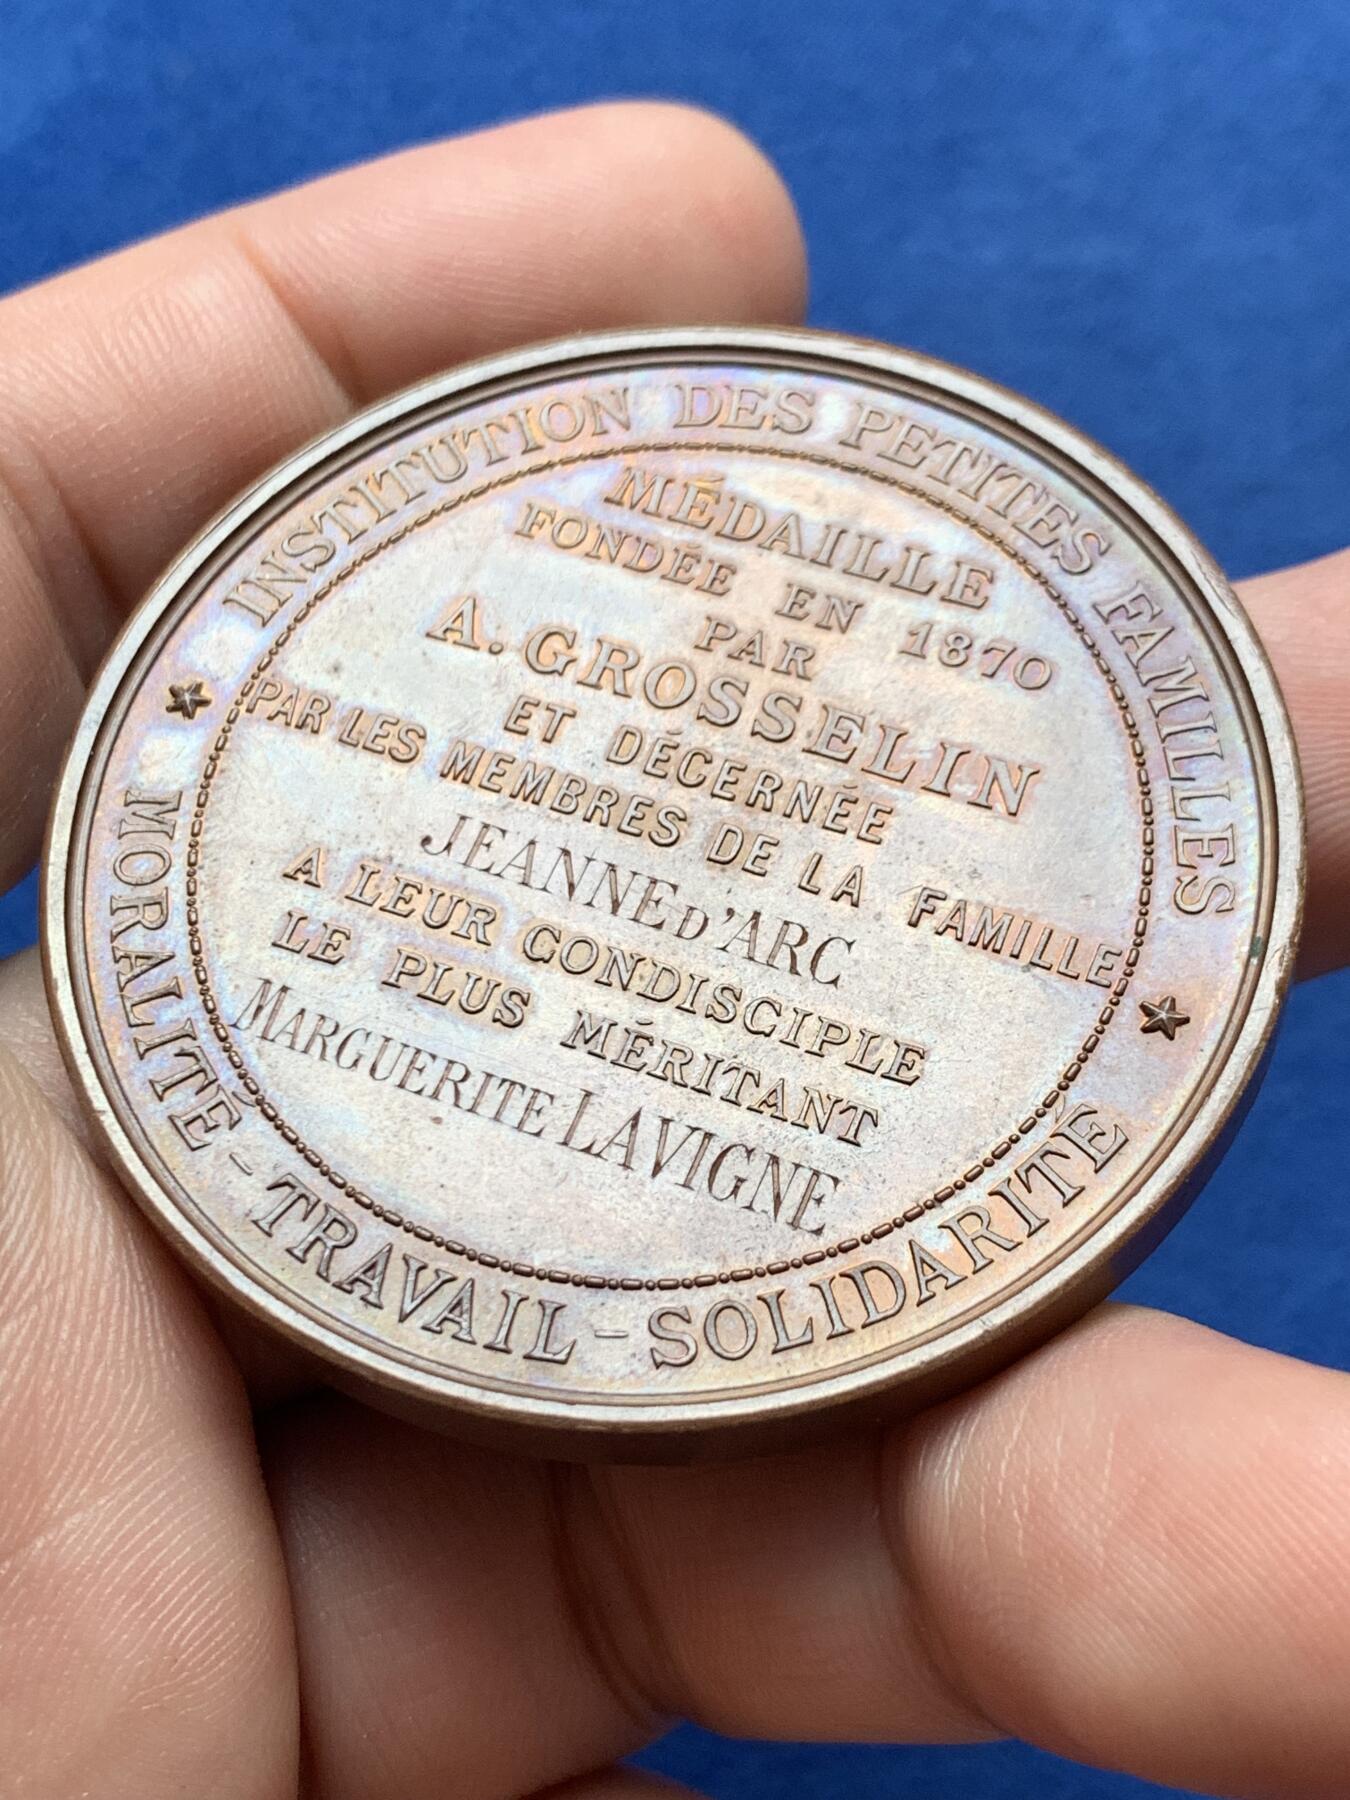 INSTITUTION DES PETITES FAMILLES
MÉDAILLE
FONDÉE EN 1870
PAR
A. GROSSELIN
ET DÉCERNÉE
PAR LES MEMBRES DE LA FAMILLE
JEANNE D'ARC
A LEUR CONDISCIPLE
LE PLUS MÉRITANT
MARGUERITE LAVIGNE
MORALITÉ - TRAVAIL - SOLIDARITÉ